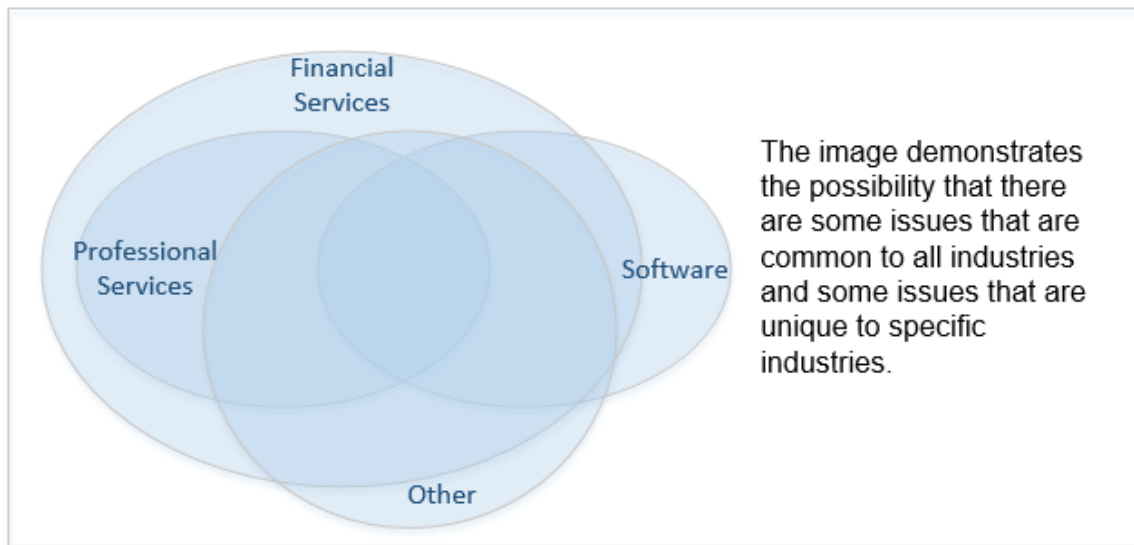 Financial
Services
Professional
Services
Software
Other
The image demonstrates
the possibility that there
are some issues that are
common to all industries
and some issues that are
unique to specific
industries.